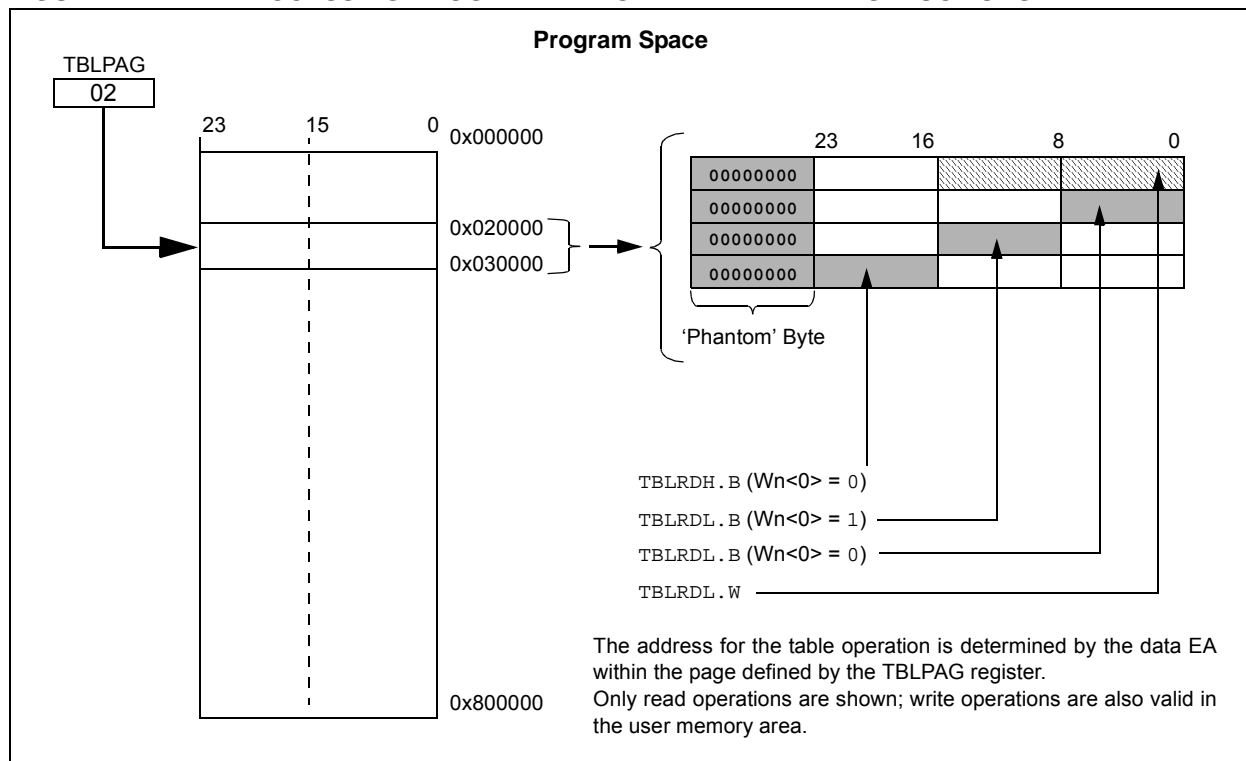 Program Space
TBLPAG
02
23 15 0
0x000000
0x020000
0x030000
0x800000
23 16 8 0
00000000
00000000
00000000
00000000
‘Phantom’ Byte
TBLRDH.B (Wn<0> = 0)
TBLRDL.B (Wn<0> = 1)
TBLRDL.B (Wn<0> = 0)
TBLRDL.W
The address for the table operation is determined by the data EA
within the page defined by the TBLPAG register.
Only read operations are shown; write operations are also valid in
the user memory area.